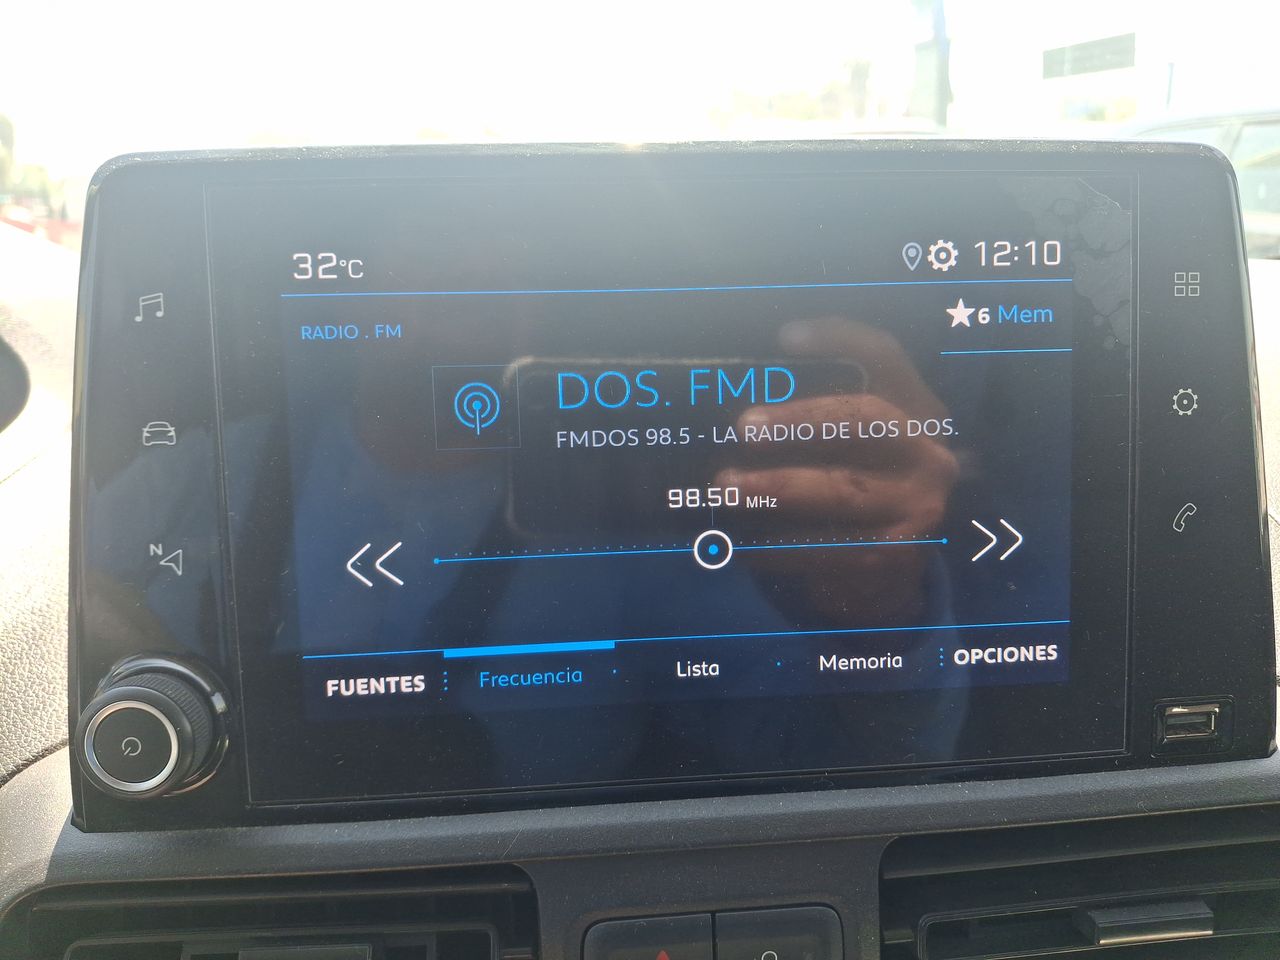 32°C
12:10
RADIO . FM
6 Mem
DOS. FMD
FMDOS 98.5 - LA RADIO DE LOS DOS.
98.50 MHz
N
FUENTES
Frecuencia
Lista
Memoria
OPCIONES